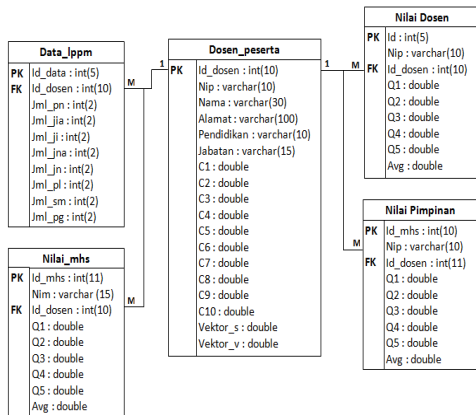 Data_lppm
PK Id_data : int(5)
FK Id_dosen : int(10)
Jml_pn : int(2)
Jml_jia : int(2)
Jml_ji : int(2)
Jml_jna : int(2)
Jml_jn : int(2)
Jml_pl : int(2)
Jml_sm : int(2)
Jml_pg : int(2)
M
1
Nilai_mhs
PK Id_mhs : int(11)
Nim : varchar (15)
FK Id_dosen : int(10)
Q1 : double
Q2 : double
Q3 : double
Q4 : double
Q5 : double
Avg : double
M
Dosen_peserta
PK Id_dosen : int(10)
Nip : varchar(10)
Nama : varchar(30)
Alamat : varchar(100)
Pendidikan : varchar(10)
Jabatan : varchar(15)
C1 : double
C2 : double
C3 : double
C4 : double
C5 : double
C6 : double
C7 : double
C8 : double
C9 : double
C10 : double
Vektor_s : double
Vektor_v : double
1
M
Nilai Dosen
PK Id : int(5)
Nip : varchar(10)
FK Id_dosen : int(10)
Q1 : double
Q2 : double
Q3 : double
Q4 : double
Q5 : double
Avg : double
M
Nilai Pimpinan
PK Id_mhs : int(10)
Nip : varchar(10)
FK Id_dosen : int(11)
Q1 : double
Q2 : double
Q3 : double
Q4 : double
Q5 : double
Avg : double